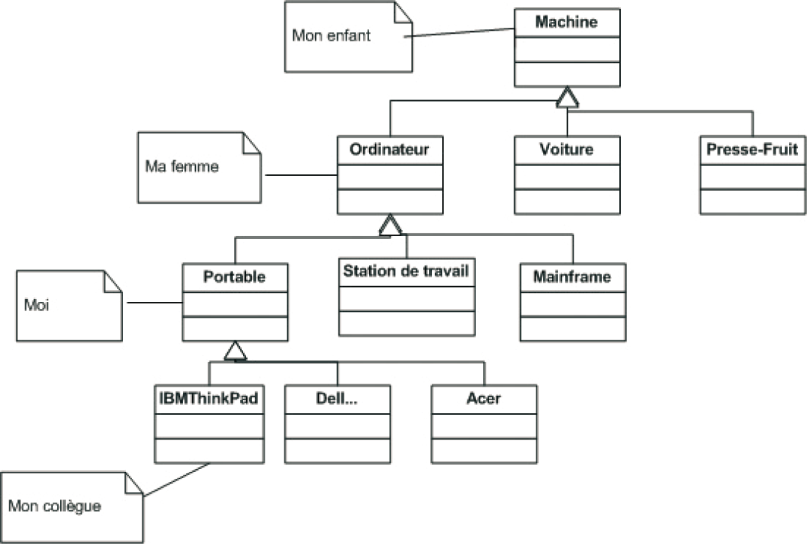 Machine
Mon enfant
Ordinateur
Voiture
Presse-Fruit
Ma femme
Portable
Station de travail
Mainframe
Moi
IBMThinkPad
Dell...
Acer
Mon collègue